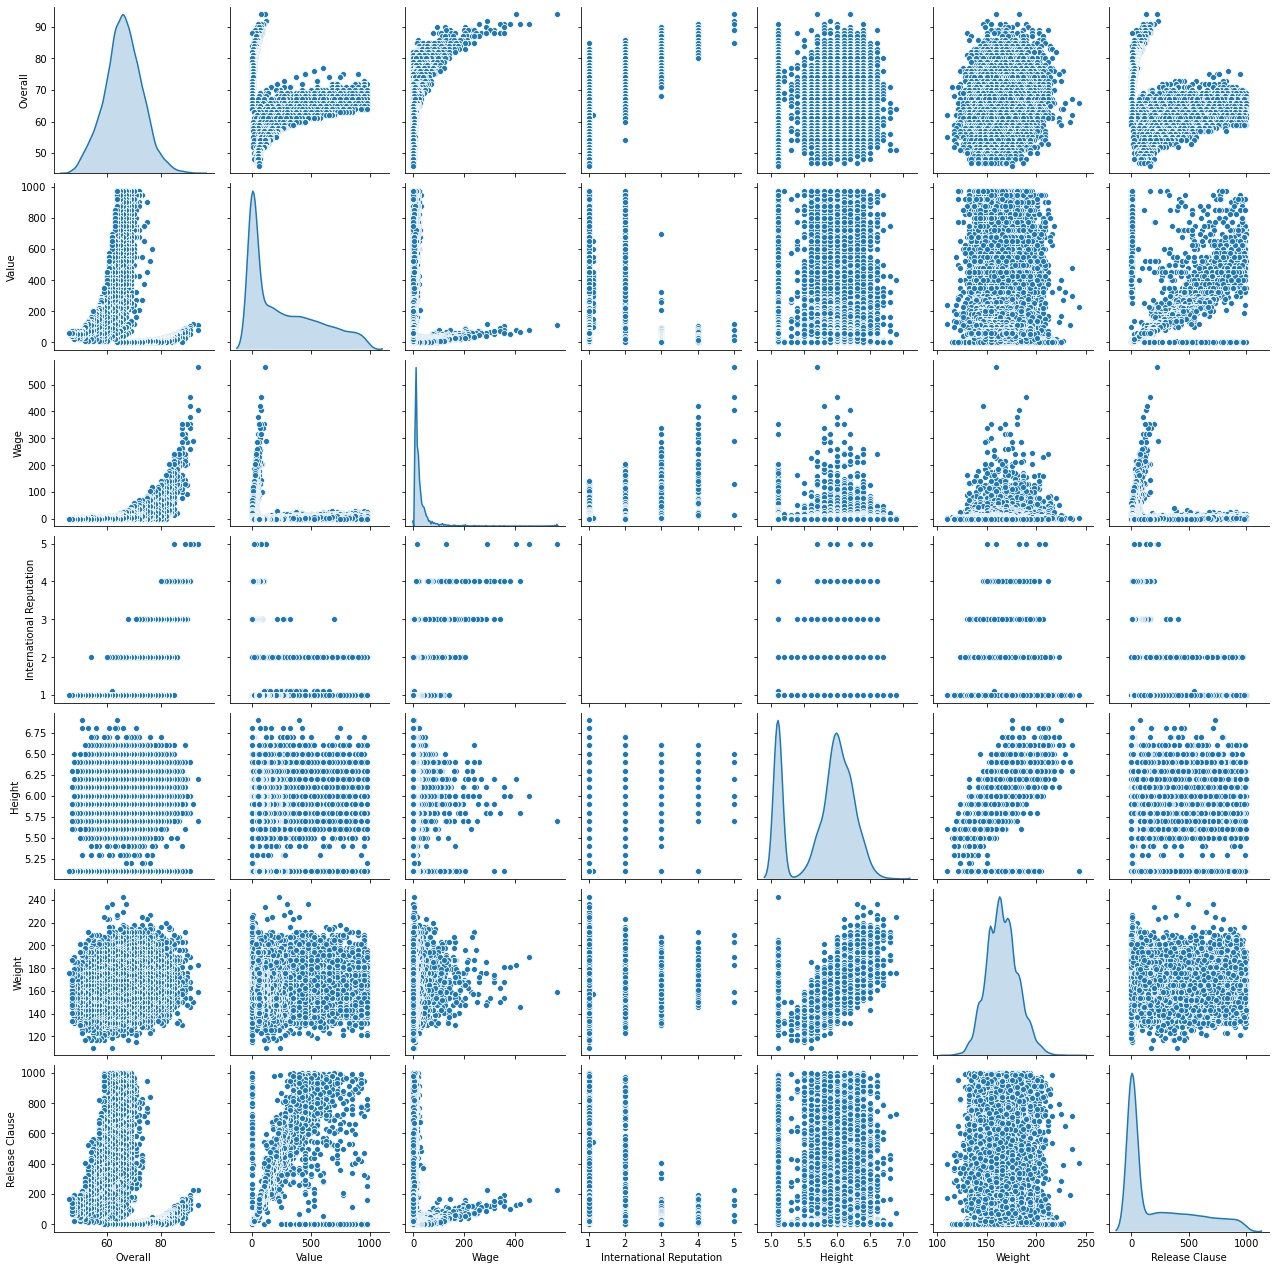 90
80
70
60
50
Overall
1000
800
600
400
200
0
Value
500
400
300
200
100
0
Wage
5
4
3
2
1
International Reputation
6.75
6.50
6.25
6.00
5.75
5.50
5.25
Height
240
220
200
180
160
140
120
Weight
1000
800
600
400
200
0
Release Clause
60 80
Overall
0 500 1000
Value
0 200 400
Wage
1 2 3 4 5
International Reputation
5.0 5.5 6.0 6.5 7.0
Height
100 150 200 250
Weight
0 500 1000
Release Clause